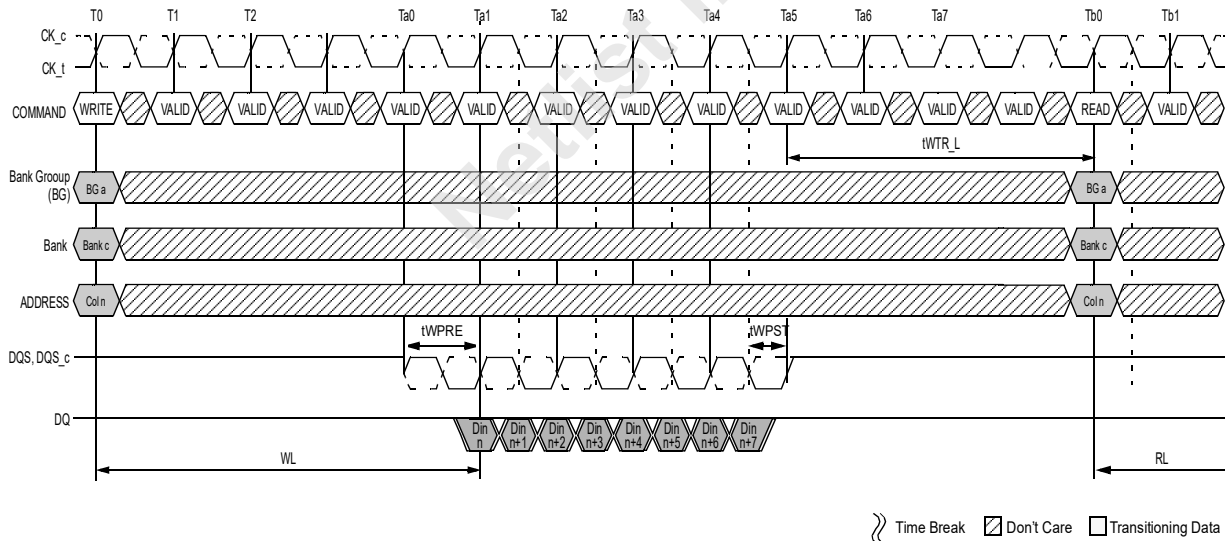 T0 T1 T2 Ta0 Ta1 Ta2 Ta3 Ta4 Ta5 Ta6 Ta7 Tb0 Tb1
CK_c
CK_t
COMMAND WRITE VALID VALID VALID VALID VALID VALID VALID VALID VALID VALID VALID VALID READ VALID
tWTR_L
Bank Grooup
(BG)
BG a BG a
Bank Bank c Bank c
ADDRESS Col n Col n
tWPRE tWPST
DQS, DQS_c
DQ
Din Din Din Din Din Din Din Din
n n+1 n+2 n+3 n+4 n+5 n+6 n+7
WL RL
Time Break Don't Care Transitioning Data
Netlist